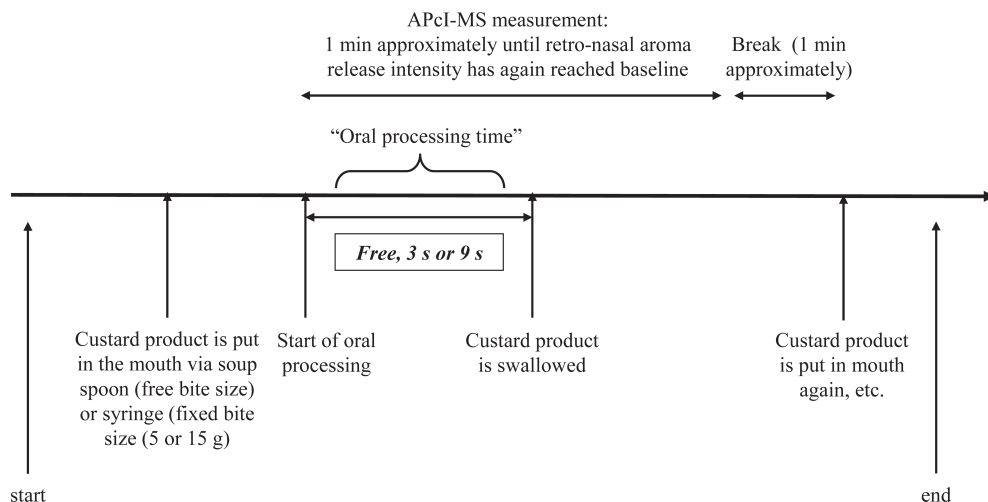 APcI-MS measurement:
1 min approximately until retro-nasal aroma
release intensity has again reached baseline
Break (1 min
approximately)
“Oral processing time”
Free, 3 s or 9 s
Custard product is put
in the mouth via soup
spoon (free bite size)
or syringe (fixed bite
size (5 or 15 g)
Start of oral
processing
Custard product
is swallowed
Custard product
is put in mouth
again, etc.
start
end